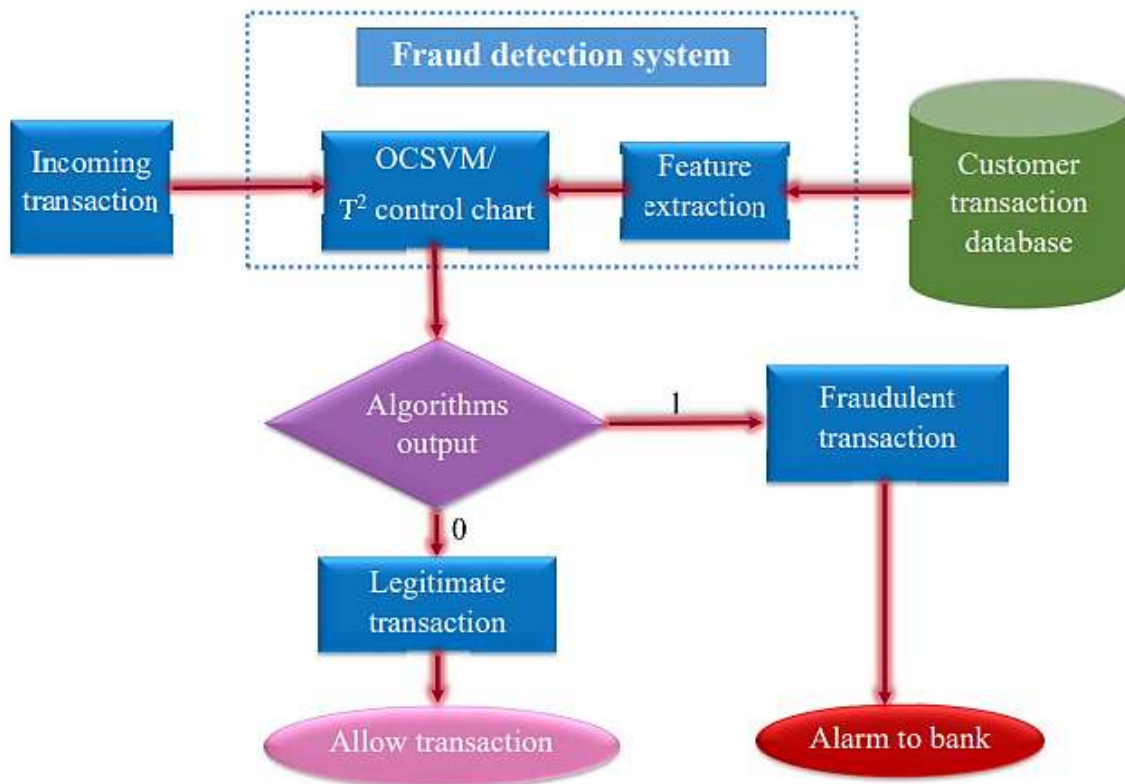 Fraud detection system
Incoming
transaction
OCSVM/
T² control chart
Feature
extraction
Customer
transaction
database
Algorithms
output
1
Fraudulent
transaction
0
Legitimate
transaction
Allow transaction
Alarm to bank